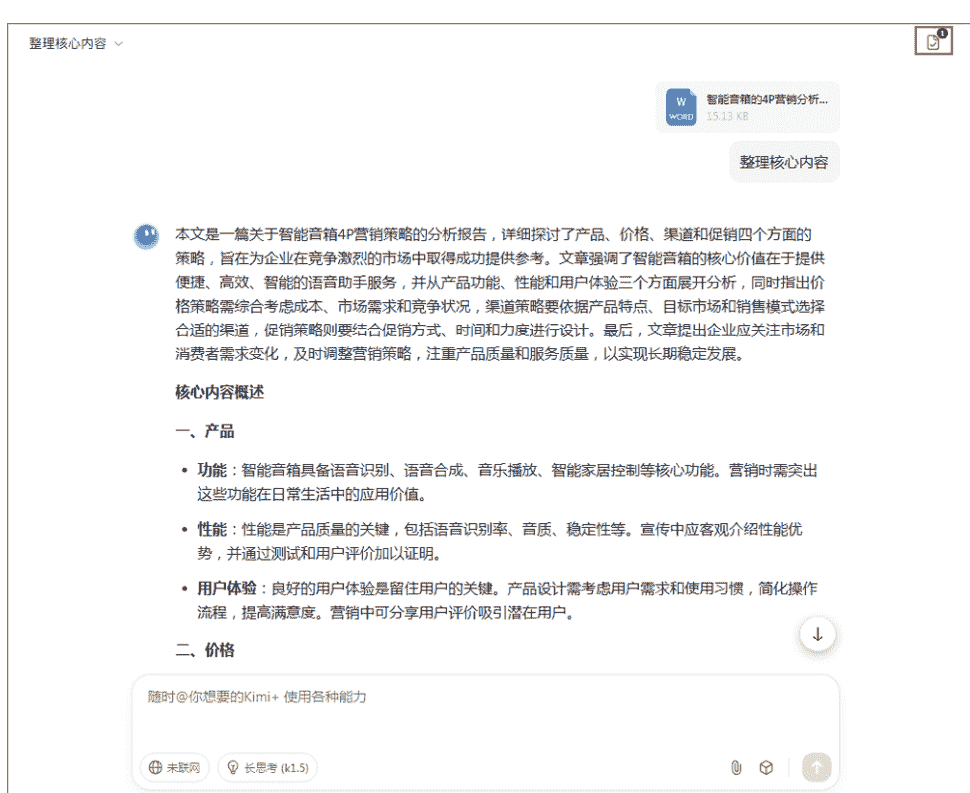 整理核心内容
1
W
WORD
智能音箱的4P营销分析...
15.13 KB
整理核心内容
本文是一篇关于智能音箱4P营销策略的分析报告，详细探讨了产品、价格、渠道和促销四个方面的
策略，旨在为企业在竞争激烈的市场中取得成功提供参考。文章强调了智能音箱的核心价值在于提供
便捷、高效、智能的语音助手服务，并从产品功能、性能和用户体验三个方面展开分析，同时指出价
格策略需综合考虑成本、市场需求和竞争状况，渠道策略要依据产品特点、目标市场和销售模式选择
合适的渠道，促销策略则要结合促销方式、时间和力度进行设计。最后，文章提出企业应关注市场和
消费者需求变化，及时调整营销策略，注重产品质量和服务质量，以实现长期稳定发展。
核心内容概述
一、产品
• 功能：智能音箱具备语音识别、语音合成、音乐播放、智能家居控制等核心功能。营销时需突出
这些功能在日常生活中的应用价值。
• 性能：性能是产品质量的关键，包括语音识别率、音质、稳定性等。宣传中应客观介绍性能优
势，并通过测试和用户评价加以证明。
• 用户体验：良好的用户体验是留住用户的关键。产品设计需考虑用户需求和使用习惯，简化操作
流程，提高满意度。营销中可分享用户评价吸引潜在用户。
二、价格
随时@你想要的Kimi+ 使用各种能力
未联网
长思考 (k1.5)